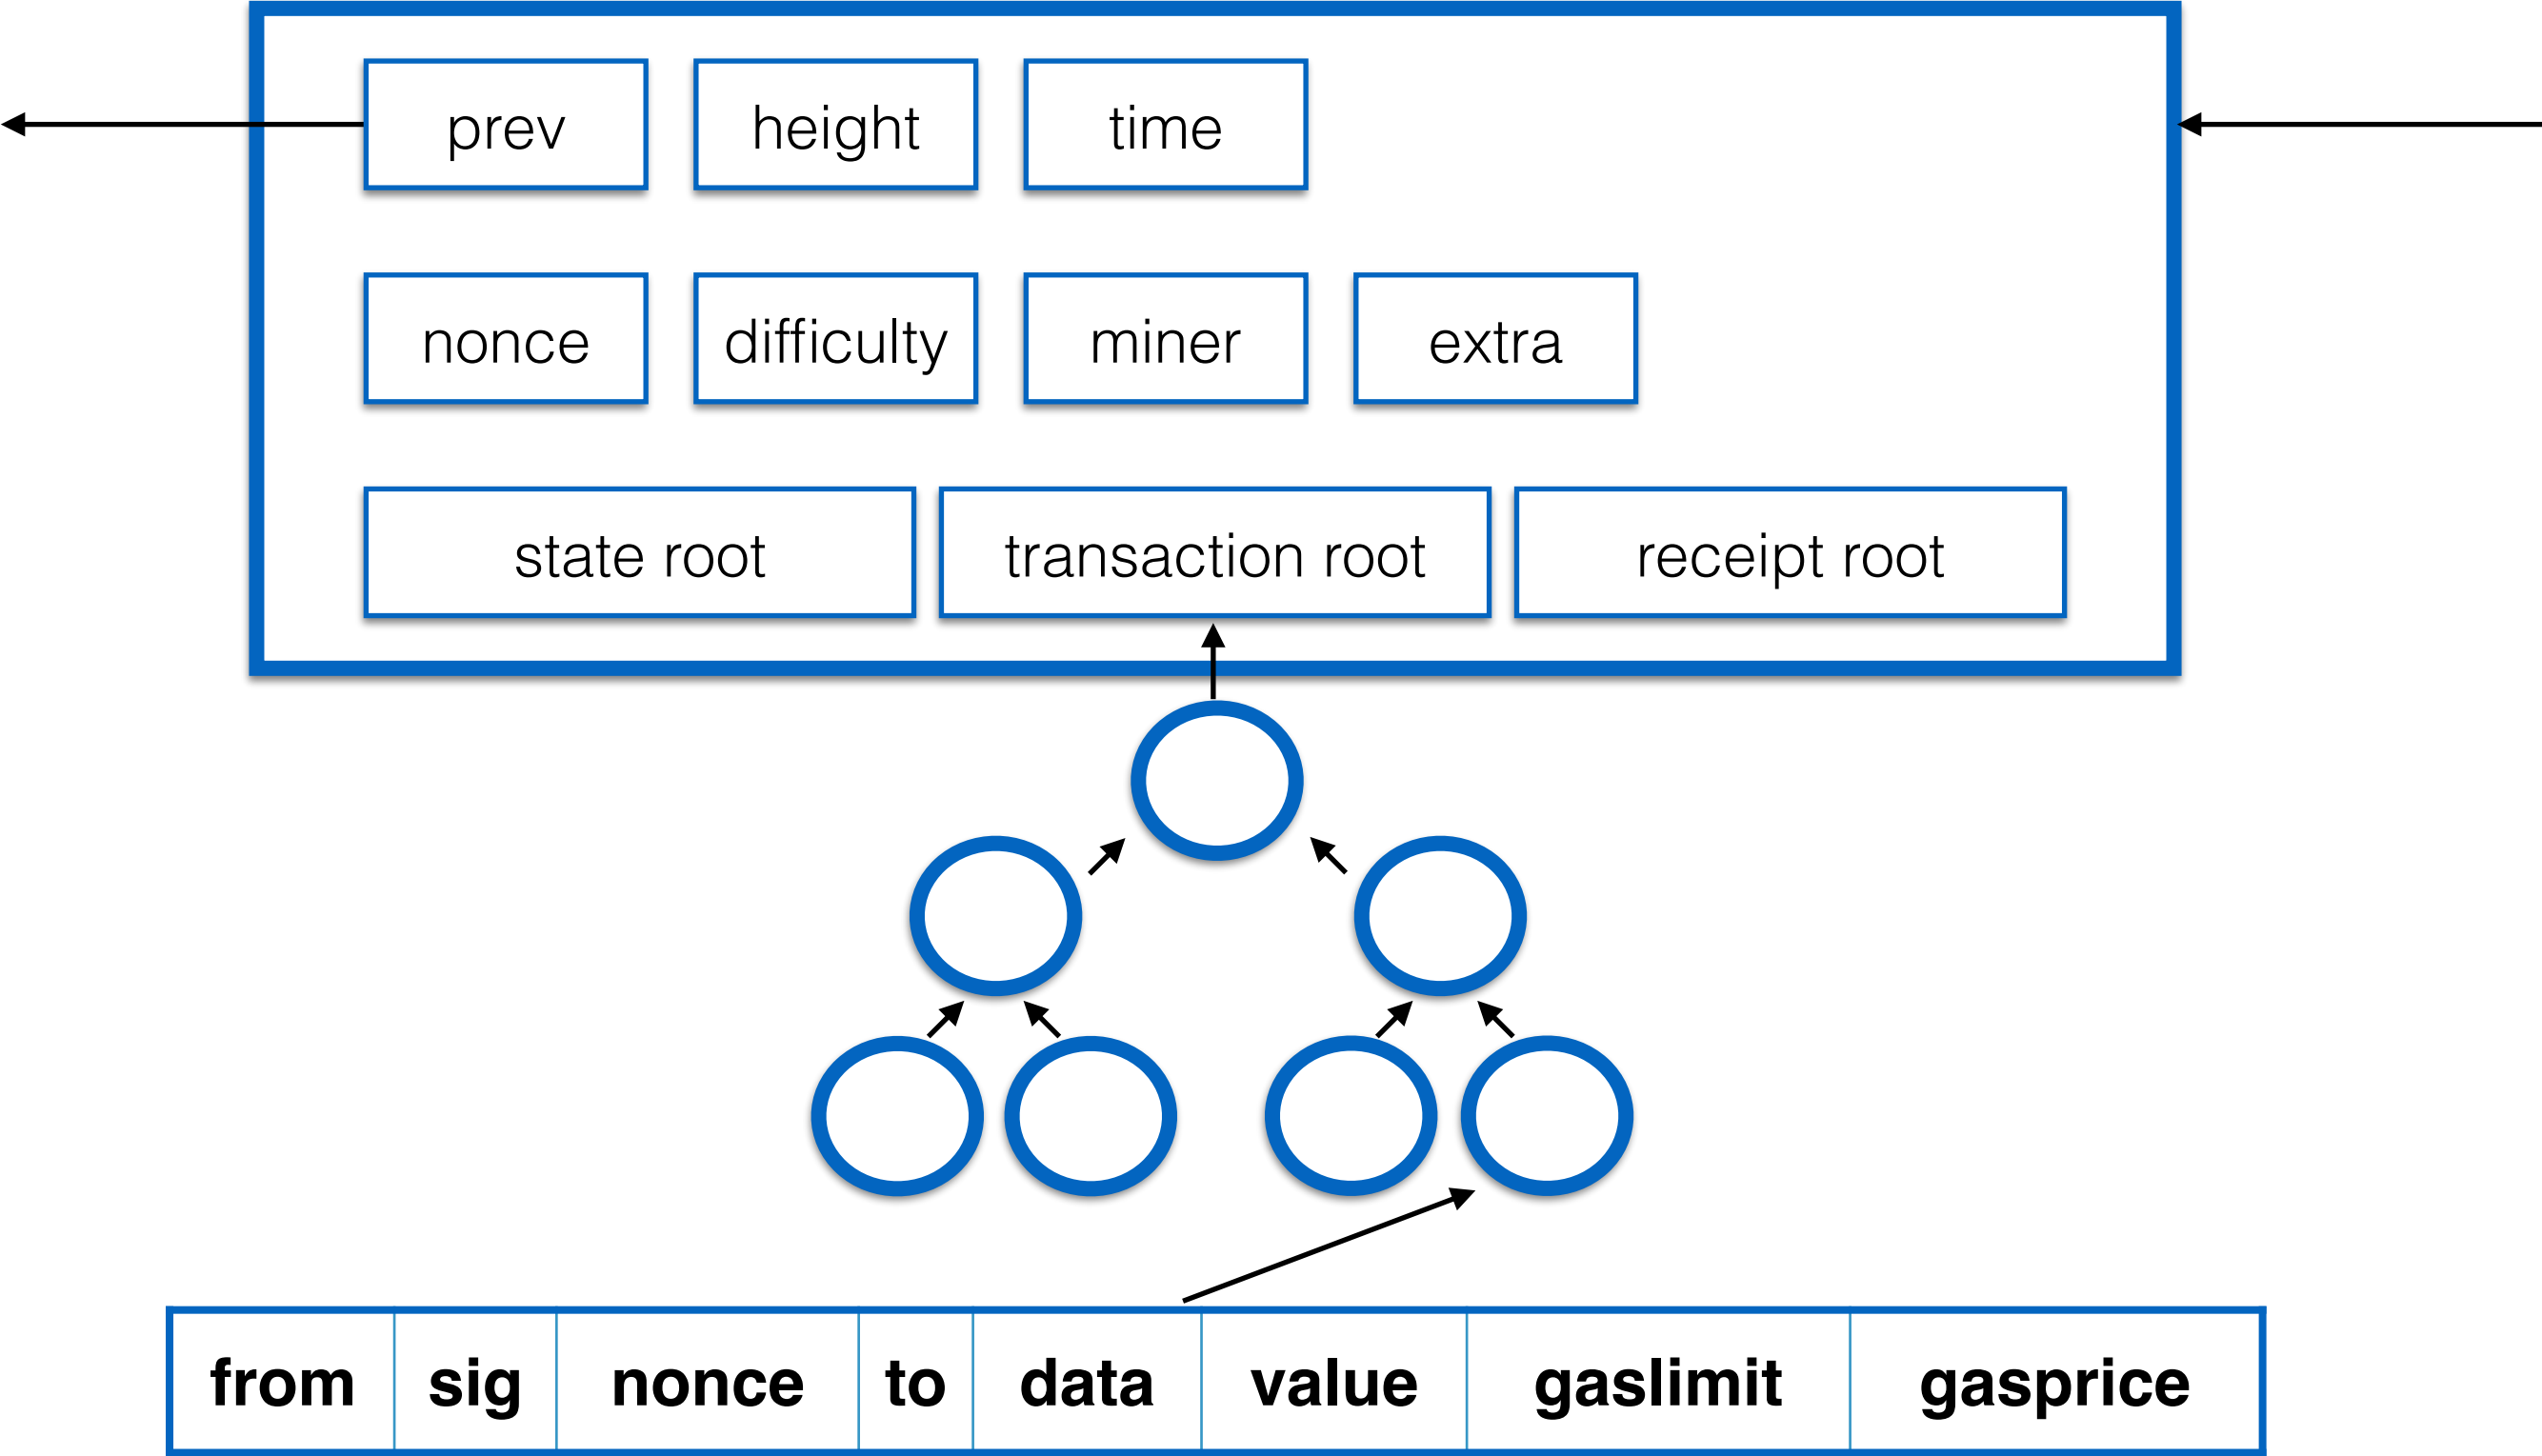 prev height time
nonce difficulty miner extra
state root transaction root receipt root
from sig nonce to data value gaslimit gasprice